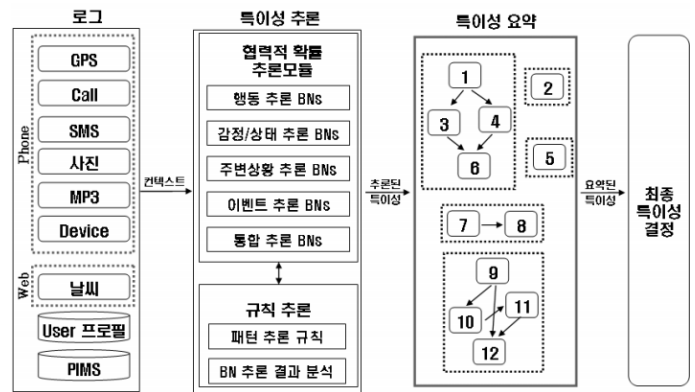 로그
Phone
GPS
Call
SMS
사진
MP3
Device
Web
날씨
User 프로필
PIMS
컨텍스트
특이성 추론
협력적 확률
추론모듈
행동 추론 BNs
감정/상태 추론 BNs
주변상황 추론 BNs
이벤트 추론 BNs
통합 추론 BNs
규칙 추론
패턴 추론 규칙
BN 추론 결과 분석
추론된
특이성
특이성 요약
1
2
3
4
5
6
7
8
9
10
11
12
요약된
특이성
최종
특이성
결정